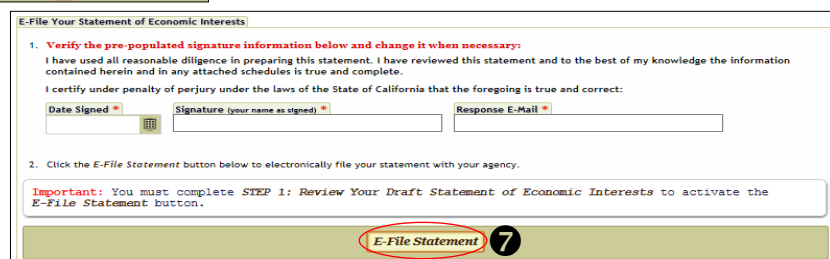 E-File Your Statement of Economic Interests
1. Verify the pre-populated signature information below and change it when necessary:
I have used all reasonable diligence in preparing this statement. I have reviewed this statement and to the best of my knowledge the information
contained herein and in any attached schedules is true and complete.
I certify under penalty of perjury under the laws of the State of California that the foregoing is true and correct:
Date Signed * Signature (your name as signed) * Response E-Mail *
2. Click the E-File Statement button below to electronically file your statement with your agency.
Important: You must complete STEP 1: Review Your Draft Statement of Economic Interests to activate the
E-File Statement button.
E-File Statement 7